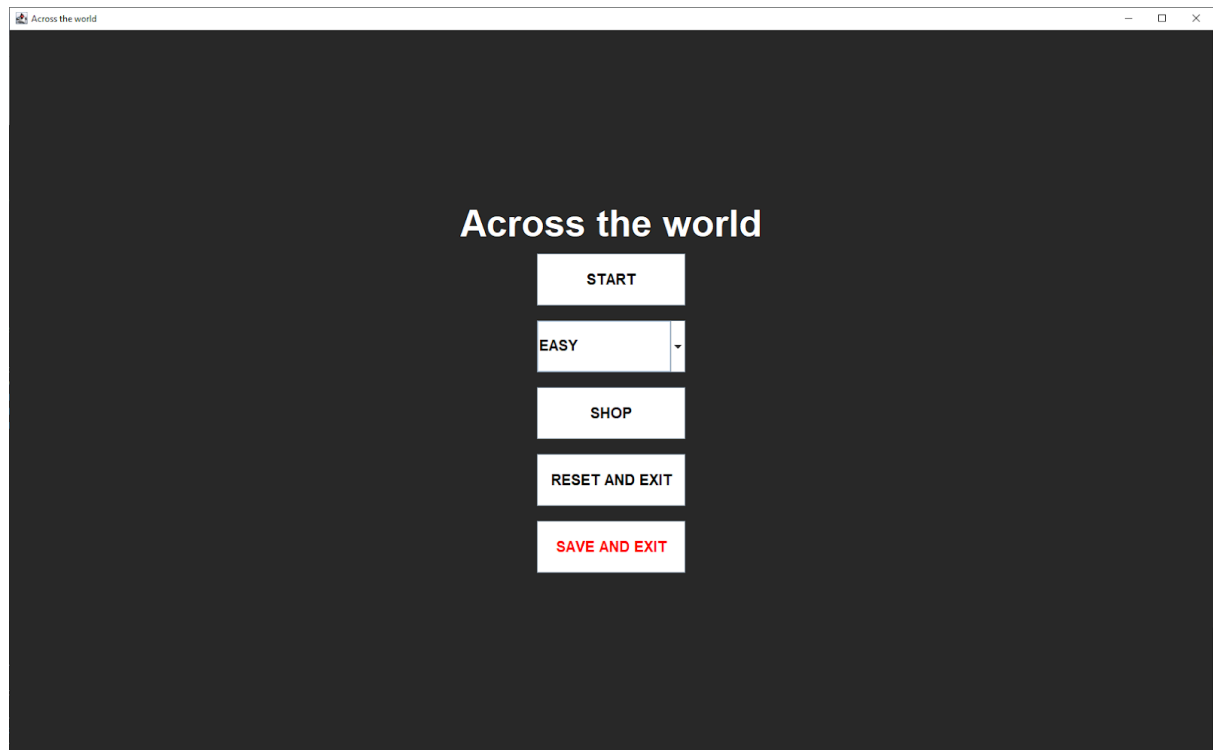 Across the world
Across the world
START
EASY
SHOP
RESET AND EXIT
SAVE AND EXIT